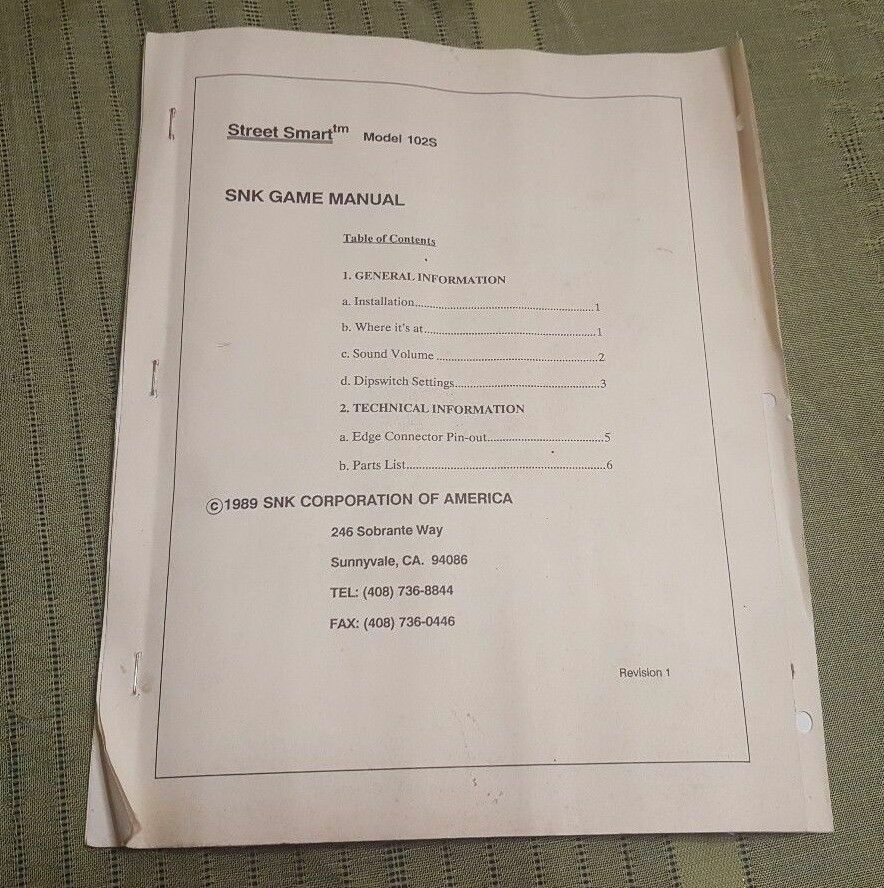 Street Smart™ Model 102S
SNK GAME MANUAL
Table of Contents
1. GENERAL INFORMATION
a. Installation..........................................................1
b. Where it's at........................................................1
c. Sound Volume ....................................................2
d. Dipswitch Settings..............................................3
2. TECHNICAL INFORMATION
a. Edge Connector Pin-out.....................................5
b. Parts List..............................................................6
©1989 SNK CORPORATION OF AMERICA
246 Sobrante Way
Sunnyvale, CA. 94086
TEL: (408) 736-8844
FAX: (408) 736-0446
Revision 1